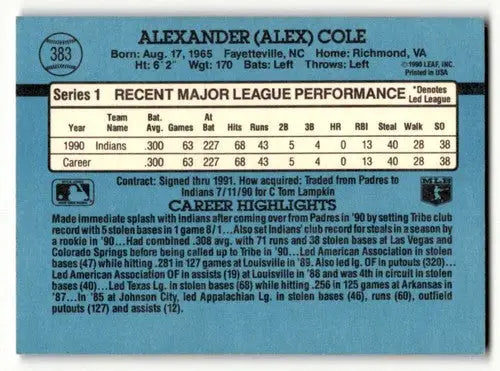 383
ALEXANDER (ALEX) COLE
Born: Aug. 17, 1965 Fayetteville, NC Home: Richmond, VA
Ht: 6' 2" Wgt: 170 Bats: Left Throws: Left
©1990 LEAF, INC.
Printed in USA
Series 1 RECENT MAJOR LEAGUE PERFORMANCE *Denotes Led League
Year Team Name Bat. Avg. Games At Bat Hits Runs 2B 3B HR RBI Steal Walk SO
1990 Indians .300 63 227 68 43 5 4 0 13 40 28 38
Career .300 63 227 68 43 5 4 0 13 40 28 38
Contract: Signed thru 1991. How acquired: Traded from Padres to
Indians 7/11/90 for C Tom Lampkin
CAREER HIGHLIGHTS
MLB
Made immediate splash with Indians after coming over from Padres in '90 by setting Tribe club
record with 5 stolen bases in 1 game 8/1...Also set Indians' club record for steals in a season by
a rookie in '90...Had combined .308 avg. with 71 runs and 38 stolen bases at Las Vegas and
Colorado Springs before being called up to Tribe in '90...Led American Association in stolen
bases (47) while hitting .281 in 127 games at Louisville in '89. Also led lg. OF in putouts (320)...
Led American Association OF in assists (19) at Louisville in '88 and was 4th in circuit in stolen
bases (40)...Led Texas Lg. in stolen bases (68) while hitting .256 in 125 games at Arkansas in
'87...In '85 at Johnson City, led Appalachian Lg. in stolen bases (46), runs (60), outfield
putouts (127) and assists (12).